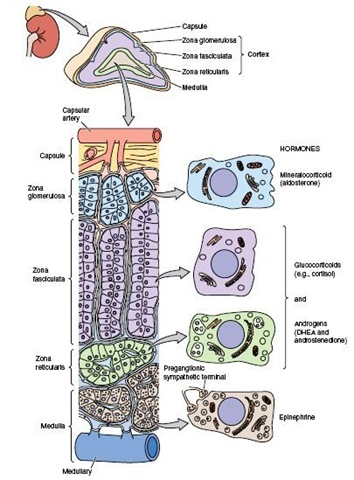 Capsule
Zona glomerulosa
Zona fasciculata
Cortex
Zona reticularis
Medulla
Capsular
artery
HORMONES
Capsule
Mineralocorticoid
(aldosterone)
Zona
glomerulosa
Zona
fasciculata
Glucocorticoids
(e.g., cortisol)
and
Androgens
(DHEA and
androstenedione)
Zona
reticularis
Preganglionic
sympathetic terminal
Medulla
Epinephrine
Medullary